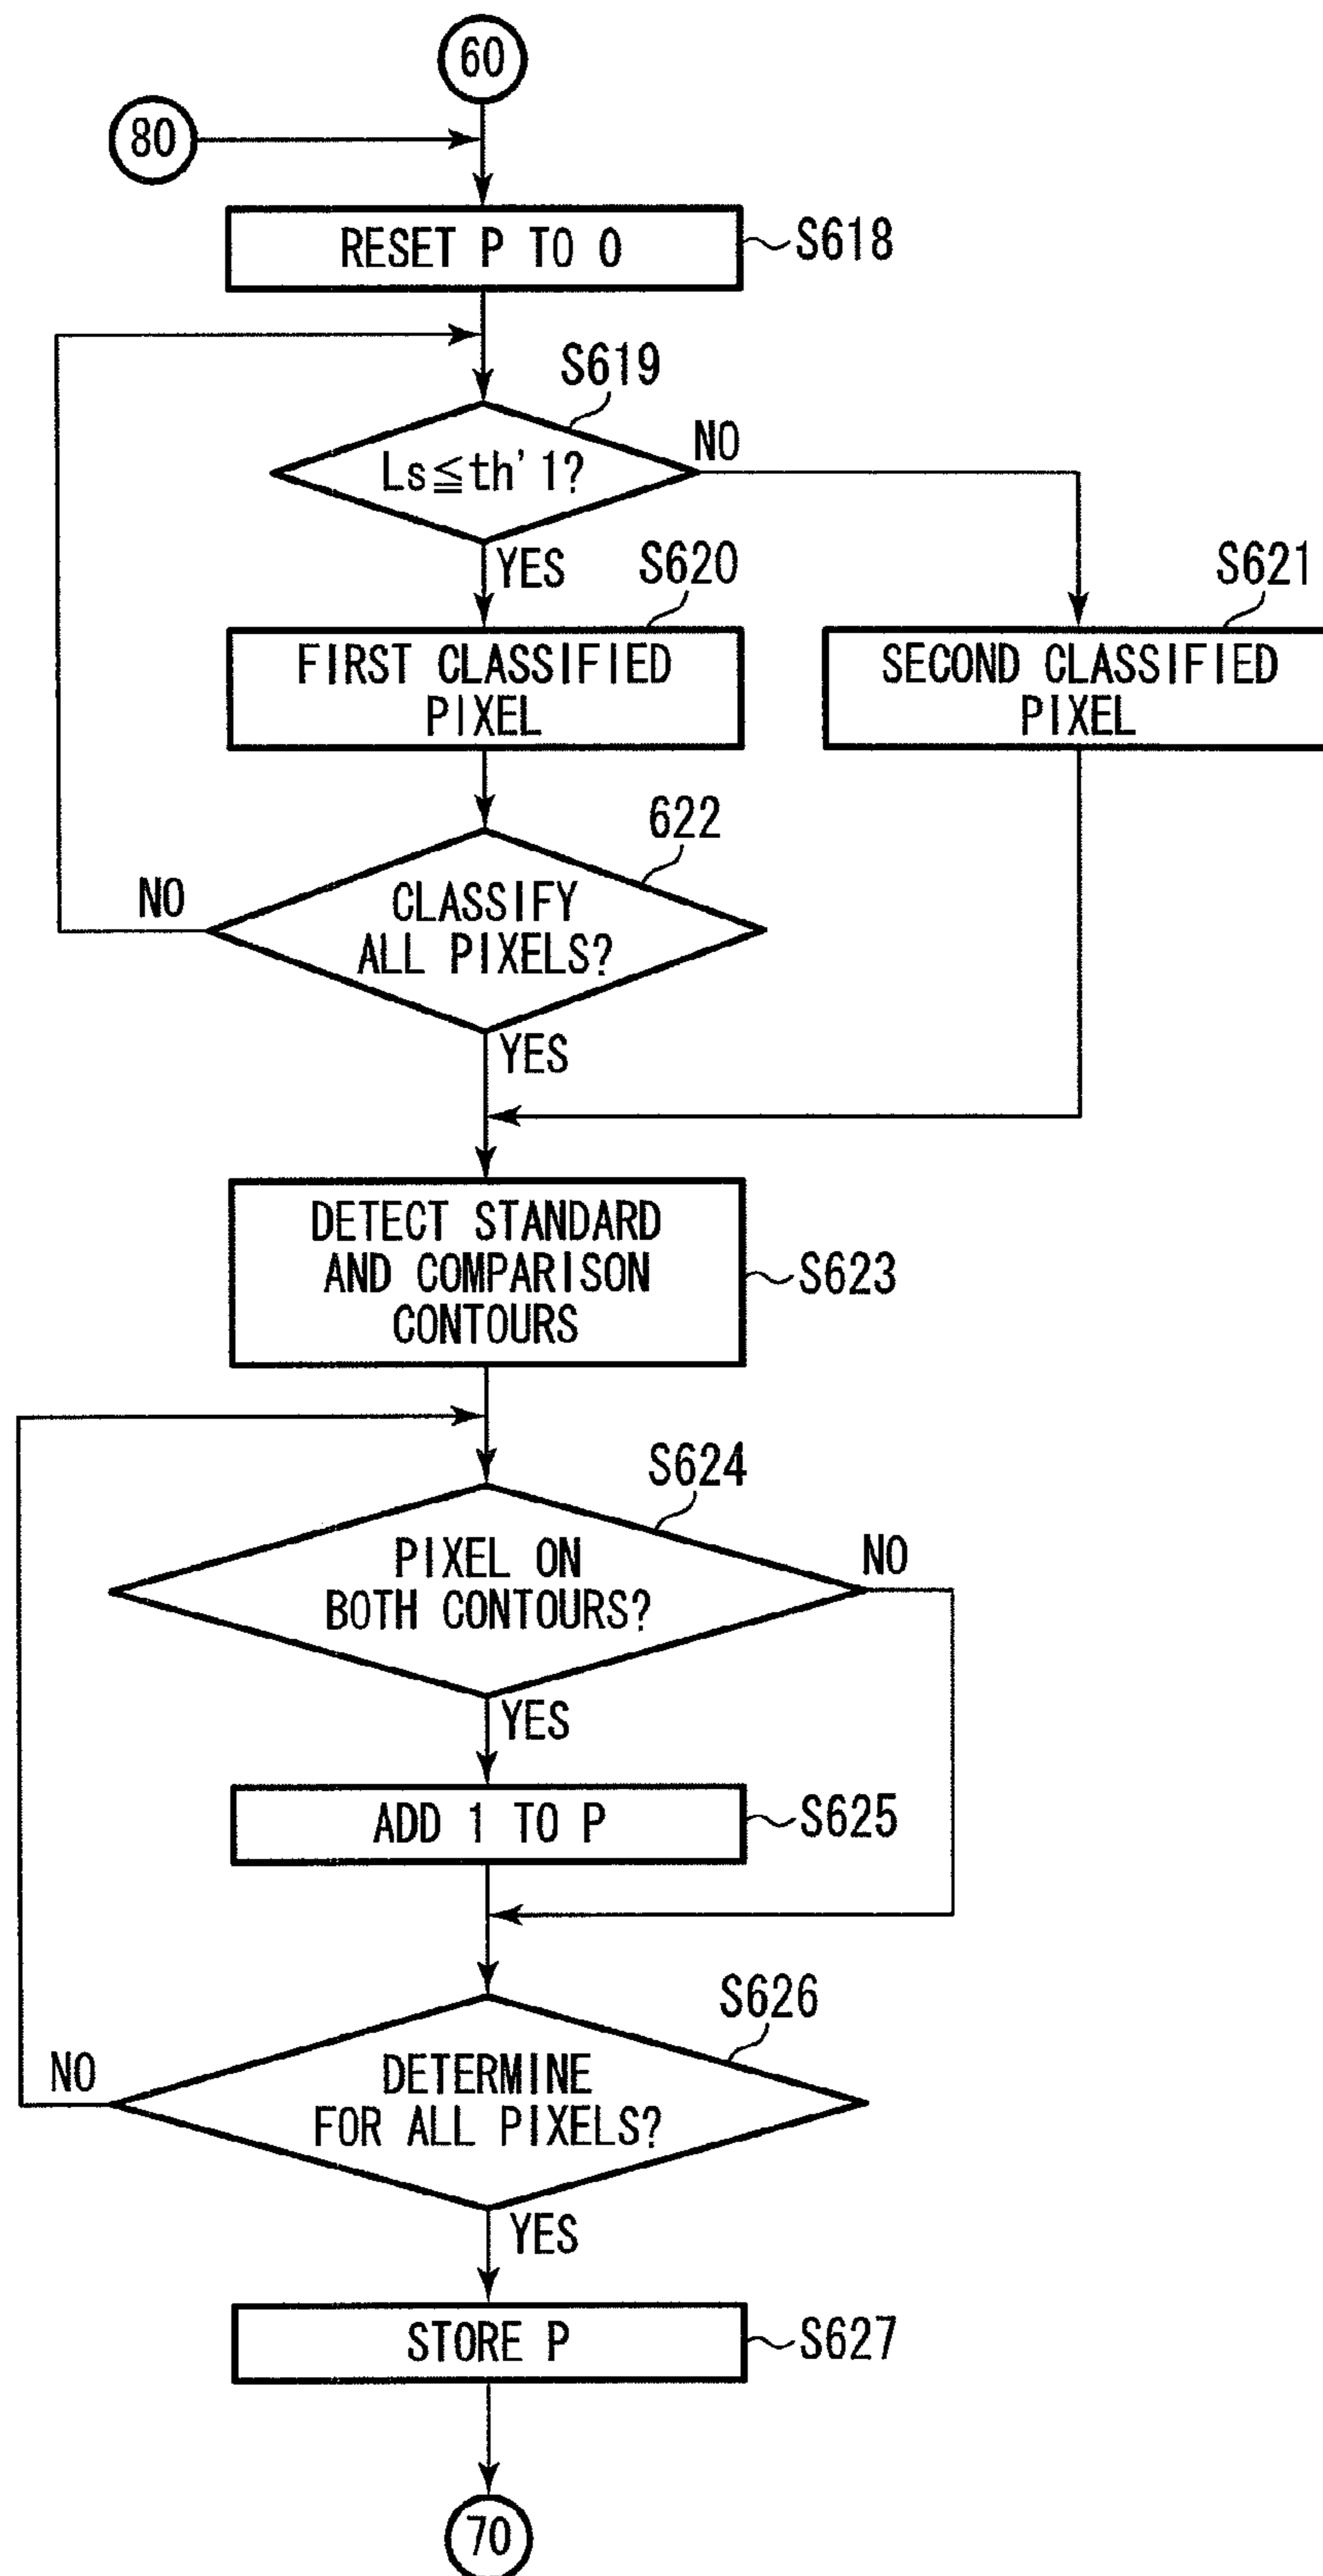 60
80
RESET P TO 0
S618
S619
Ls≦th'1?
NO
YES
S620
S621
FIRST CLASSIFIED
PIXEL
SECOND CLASSIFIED
PIXEL
622
CLASSIFY
ALL PIXELS?
NO
YES
DETECT STANDARD
AND COMPARISON
CONTOURS
S623
S624
PIXEL ON
BOTH CONTOURS?
NO
YES
ADD 1 TO P
S625
S626
DETERMINE
FOR ALL PIXELS?
NO
YES
STORE P
S627
70